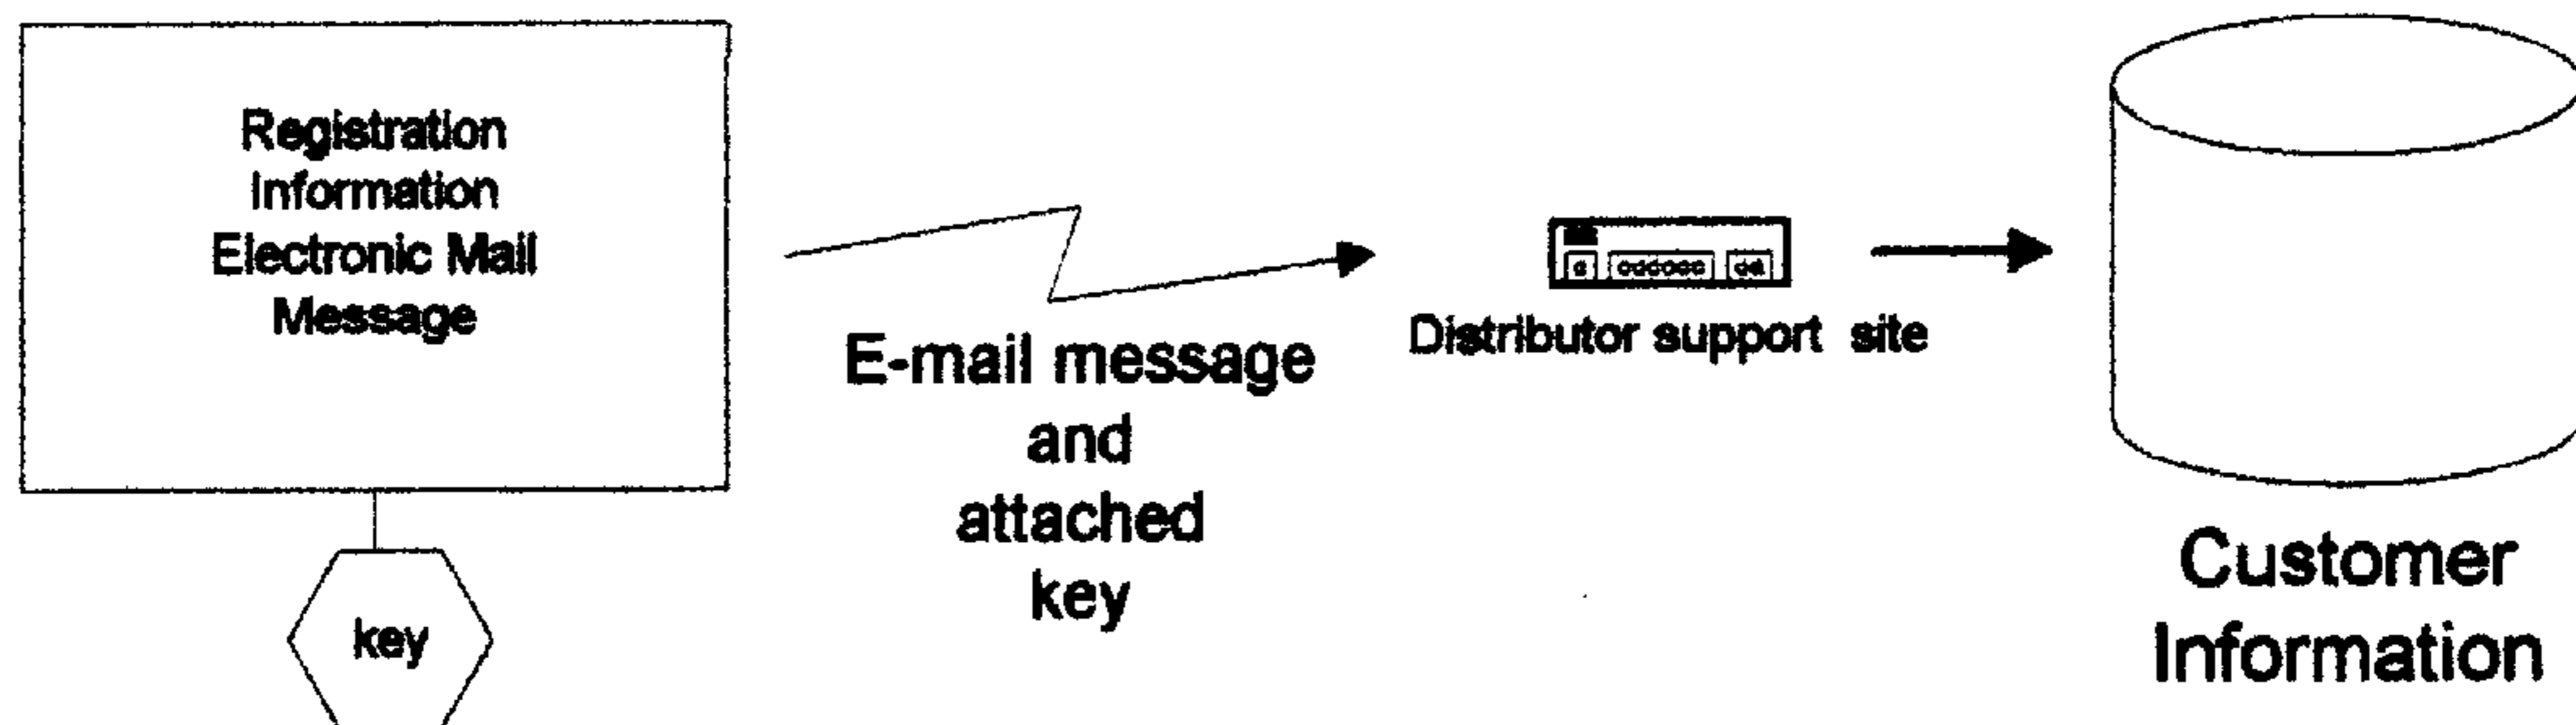 Registration
Information
Electronic Mail
Message
key
E-mail message
and
attached
key
Distributor support site
Customer
Information